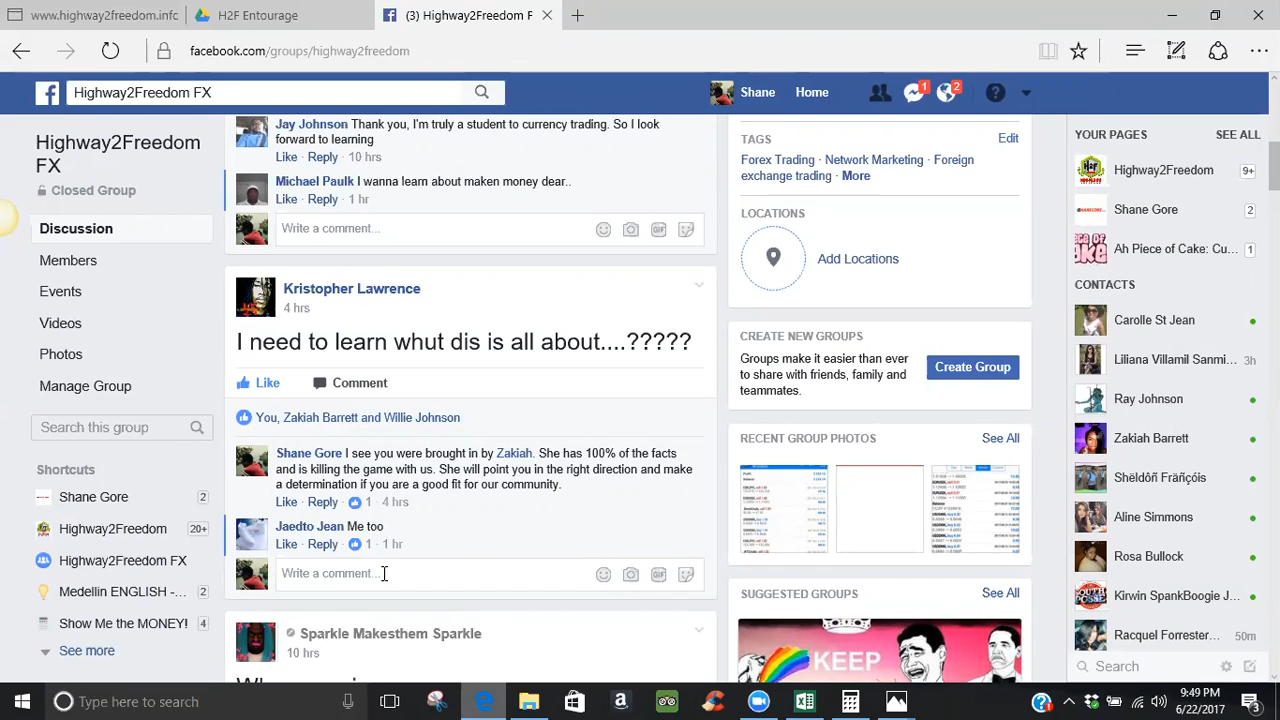 www.highway2freedom.info
H2F Entourage
(3) Highway2Freedom F
facebook.com/groups/highway2freedom
Highway2Freedom FX
Shane
Home
1
2
Highway2Freedom
FX
Closed Group
Discussion
Members
Events
Videos
Photos
Manage Group
Search this group
Shortcuts
Shane Gore 2
Highway2Freedom 20+
Highway2Freedom FX
Medellin ENGLISH -... 2
Show Me the MONEY! 4
See more
Jay Johnson Thank you, I'm truly a student to currency trading. So I look
forward to learning
Like · Reply · 10 hrs
Michael Paulk I wanna learn about maken money dear..
Like · Reply · 1 hr
Write a comment...
Kristopher Lawrence
4 hrs
I need to learn whut dis is all about....?????
Like Comment
You, Zakiah Barrett and Willie Johnson
Shane Gore I see you were brought in by Zakiah. She has 100% of the facts
and is killing the game with us. She will point you in the right direction and make
a determination if you are a good fit for our community.
Like · Reply · 1 · 4 hrs
Jaedto Jean Me too
Like · Reply · 1 · 1 hr
Write a comment...
Sparkle Makesthem Sparkle
10 hrs
TAGS Edit
Forex Trading · Network Marketing · Foreign
exchange trading · More
LOCATIONS
Add Locations
CREATE NEW GROUPS
Groups make it easier than ever
to share with friends, family and
teammates.
Create Group
RECENT GROUP PHOTOS See All
SUGGESTED GROUPS See All
KEEP
YOUR PAGES SEE ALL
Highway2Freedom 9+
Shane Gore 2
Ah Piece of Cake: Cu... 1
CONTACTS
Carolle St Jean
Liliana Villamil Sanmi... 3h
Ray Johnson
Zakiah Barrett
Shëldöñ Frąńçóis
Aline Simmons
Rosa Bullock
Kirwin SpankBoogie J...
Racquel Forrester... 50m
Search
Type here to search
9:49 PM
6/22/2017